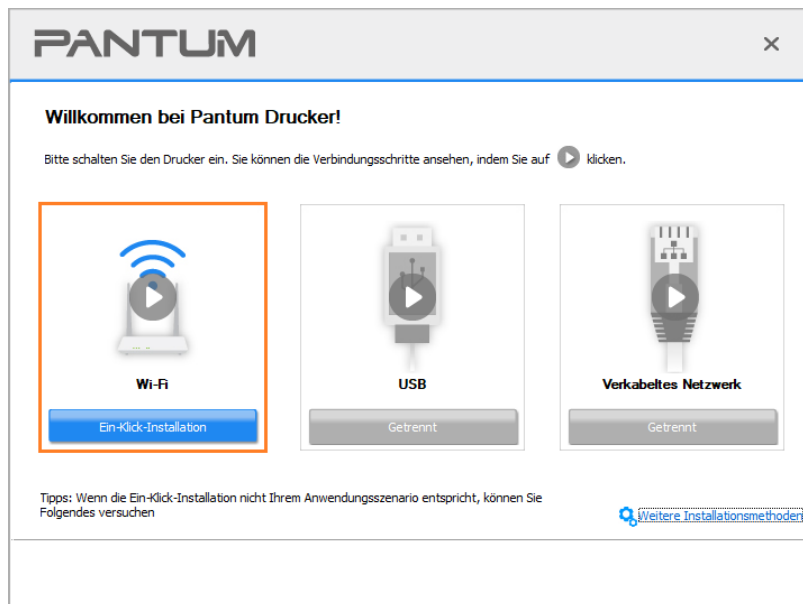 PANTUM
Willkommen bei Pantum Drucker!
Bitte schalten Sie den Drucker ein. Sie können die Verbindungsschritte ansehen, indem Sie auf klicken.
Wi-Fi
Ein-Klick-Installation
USB
Getrennt
Verkabeltes Netzwerk
Getrennt
Tipps: Wenn die Ein-Klick-Installation nicht Ihrem Anwendungsszenario entspricht, können Sie
Folgendes versuchen
Weitere Installationsmethoden